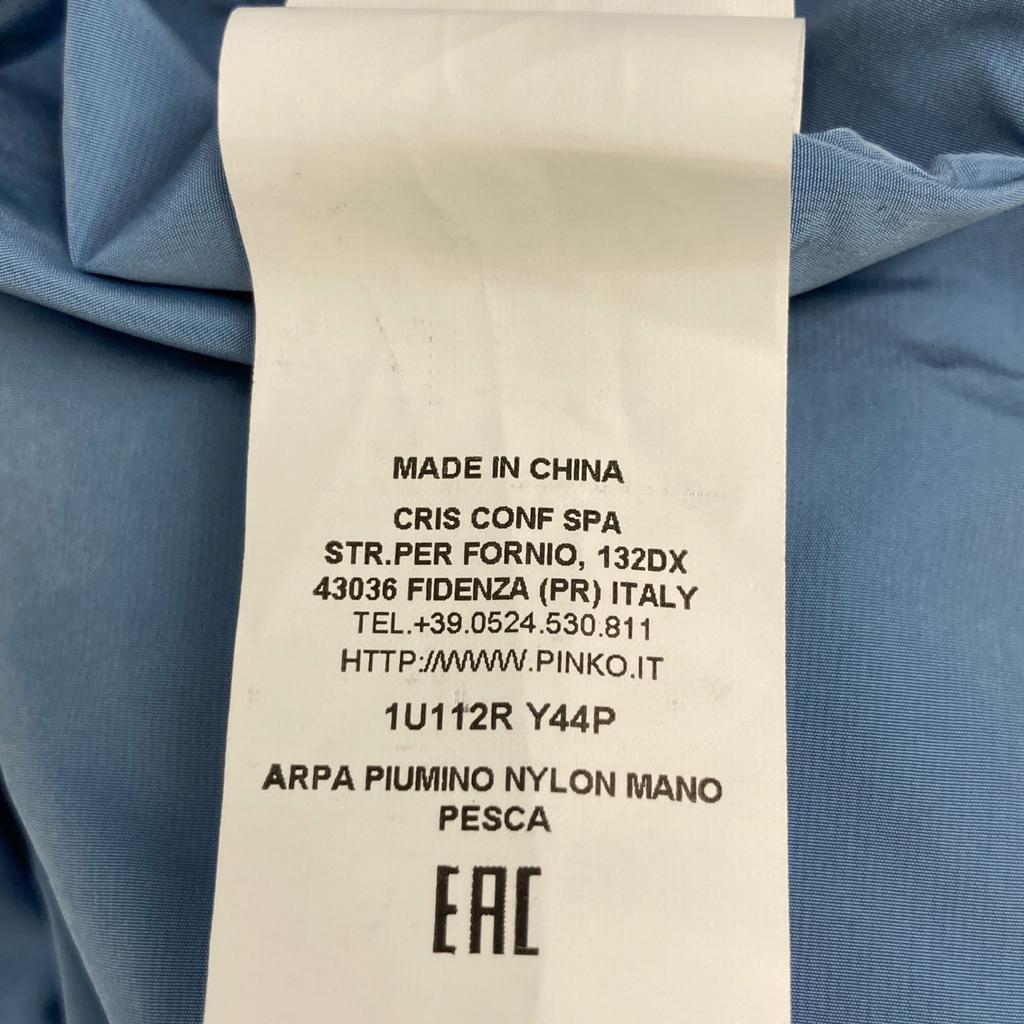 MADE IN CHINA
CRIS CONF SPA
STR.PER FORNIO, 132DX
43036 FIDENZA (PR) ITALY
TEL.+39.0524.530.811
HTTP://WWW.PINKO.IT
1U112R Y44P
ARPA PIUMINO NYLON MANO
PESCA
EAC